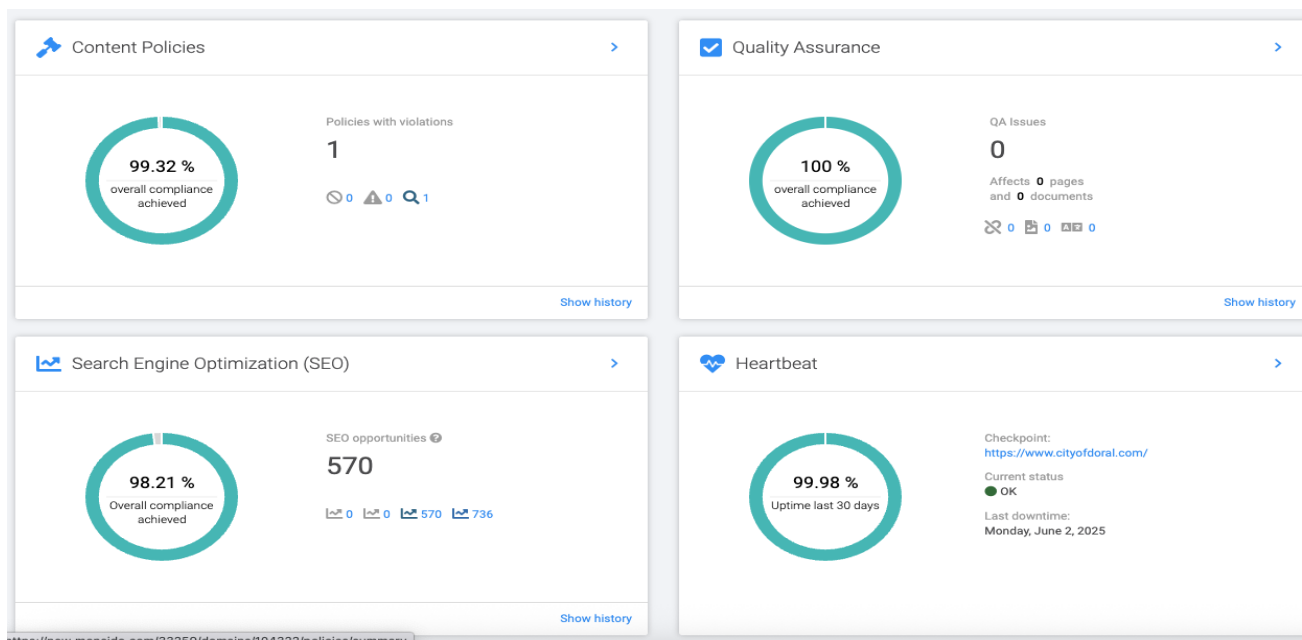 Content Policies
99.32 %
overall compliance
achieved
Policies with violations
1
0 0 1
Show history
Quality Assurance
100 %
overall compliance
achieved
QA Issues
0
Affects 0 pages
and 0 documents
0 0 0
Show history
Search Engine Optimization (SEO)
98.21 %
Overall compliance
achieved
SEO opportunities
570
0 0 570 736
Show history
Heartbeat
99.98 %
Uptime last 30 days
Checkpoint:
https://www.cityofdoral.com/
Current status
OK
Last downtime:
Monday, June 2, 2025